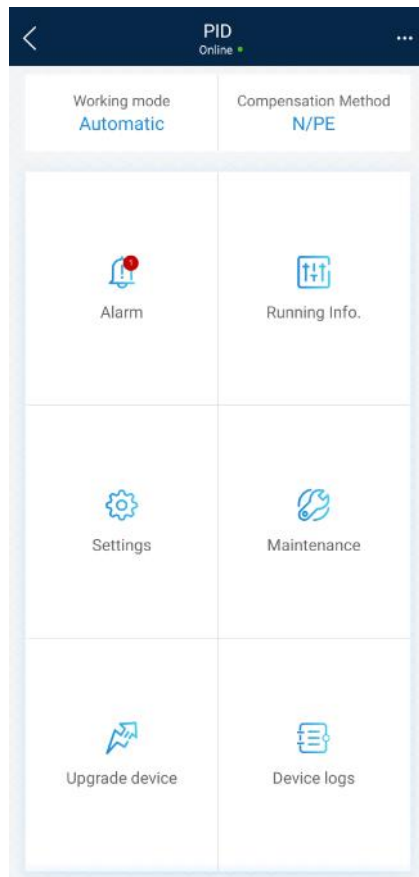 PID
Online
Working mode
Compensation Method
Automatic
N/PE
1
Alarm
Running Info.
Settings
Maintenance
Upgrade device
Device logs